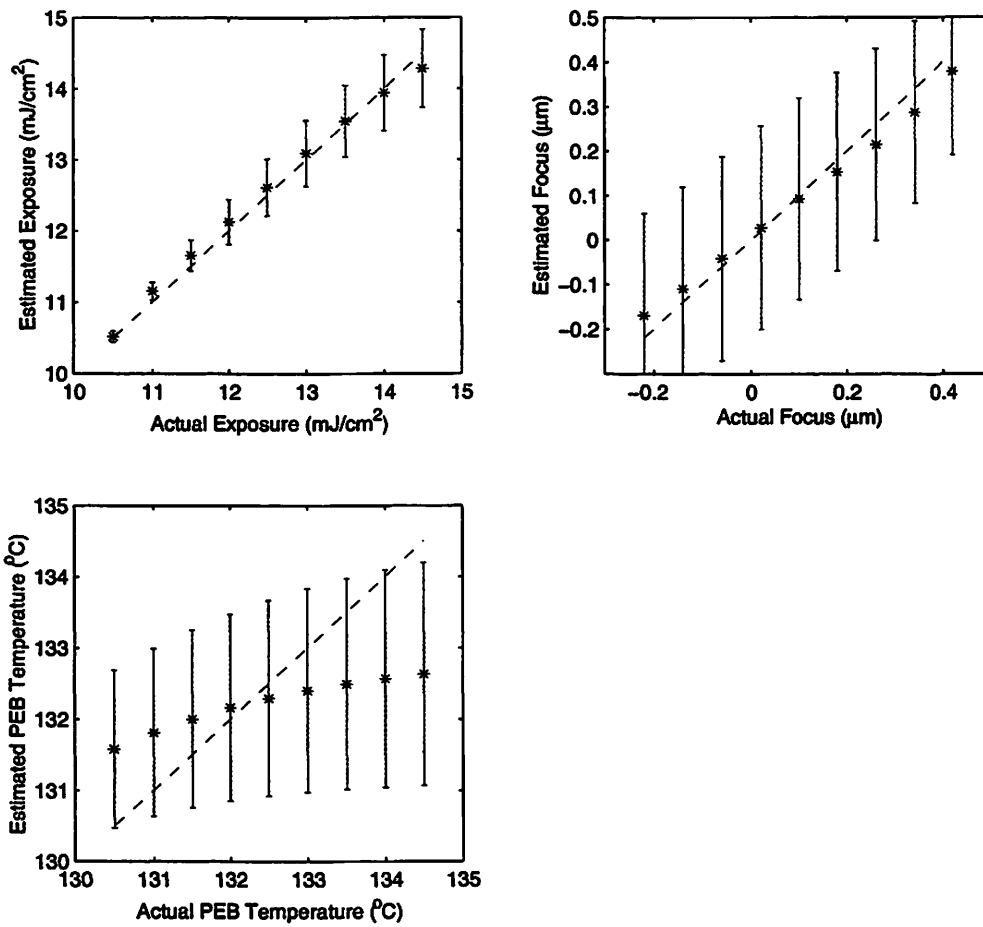 15
14
13
12
11
10
10 11 12 13 14 15
Estimated Exposure (mJ/cm²)
Actual Exposure (mJ/cm²)
0.5
0.4
0.3
0.2
0.1
0
−0.1
−0.2
−0.2 0 0.2 0.4
Estimated Focus (μm)
Actual Focus (μm)
135
134
133
132
131
130
130 131 132 133 134 135
Estimated PEB Temperature (ºC)
Actual PEB Temperature (ºC)